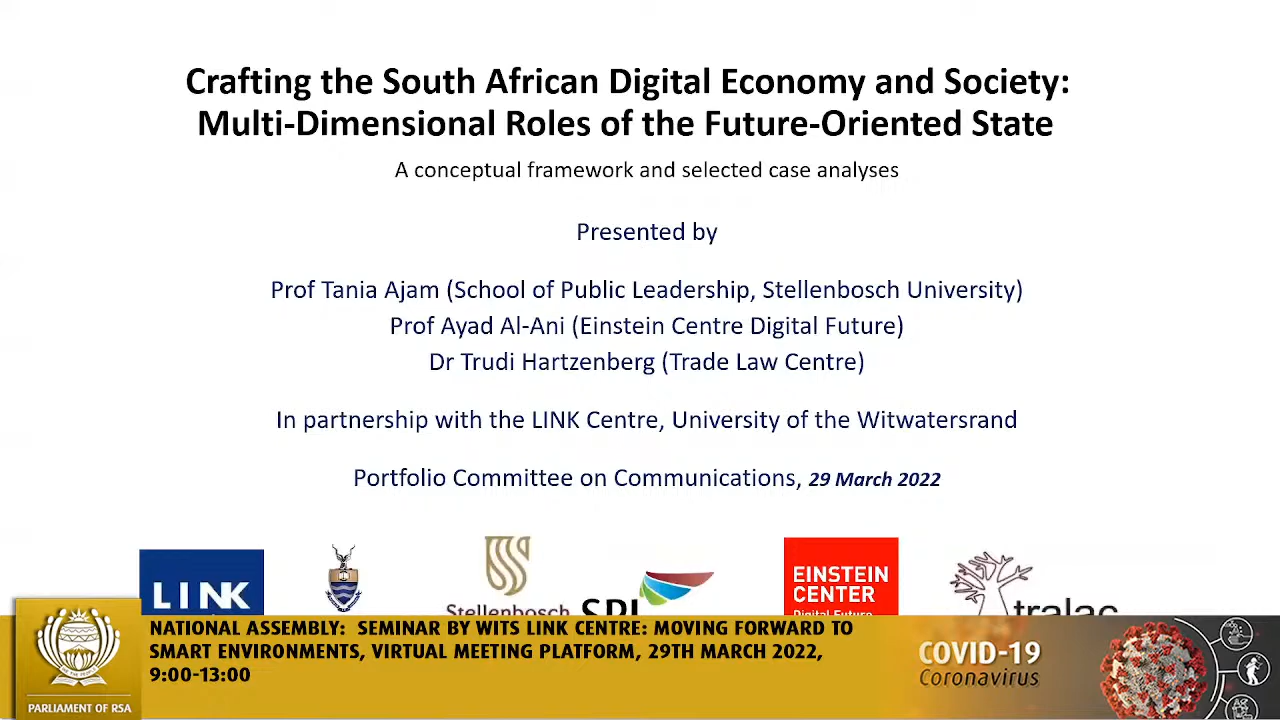 Crafting the South African Digital Economy and Society:
Multi-Dimensional Roles of the Future-Oriented State
A conceptual framework and selected case analyses
Presented by
Prof Tania Ajam (School of Public Leadership, Stellenbosch University)
Prof Ayad Al-Ani (Einstein Centre Digital Future)
Dr Trudi Hartzenberg (Trade Law Centre)
In partnership with the LINK Centre, University of the Witwatersrand
Portfolio Committee on Communications, 29 March 2022
LINK
Stellenbosch
SPL
EINSTEIN
CENTER
Digital Future
tralac
NATIONAL ASSEMBLY: SEMINAR BY WITS LINK CENTRE: MOVING FORWARD TO
SMART ENVIRONMENTS, VIRTUAL MEETING PLATFORM, 29TH MARCH 2022,
9:00-13:00
PARLIAMENT OF RSA
COVID-19
Coronavirus